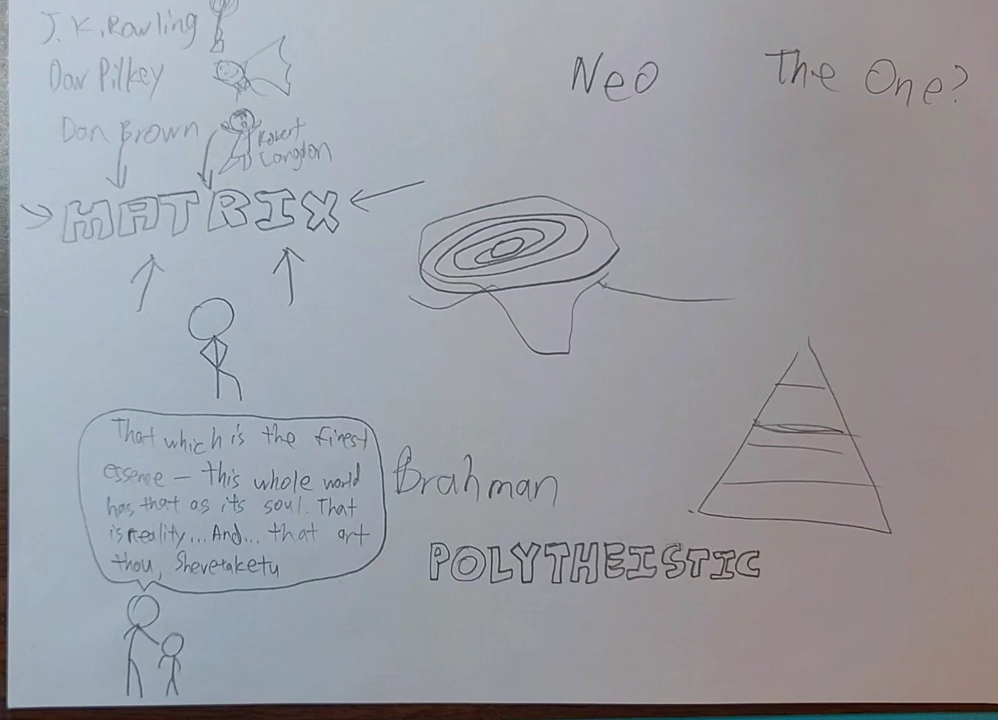 J. K. Rowling
Dav Pilkey
Dan Brown
Robert
Langdon
MATRIX
Neo
The One?
That which is the finest
essence – this whole world
has that as its soul. That
is reality... And... that art
thou, Shevetaketu
Brahman
POLYTHEISTIC